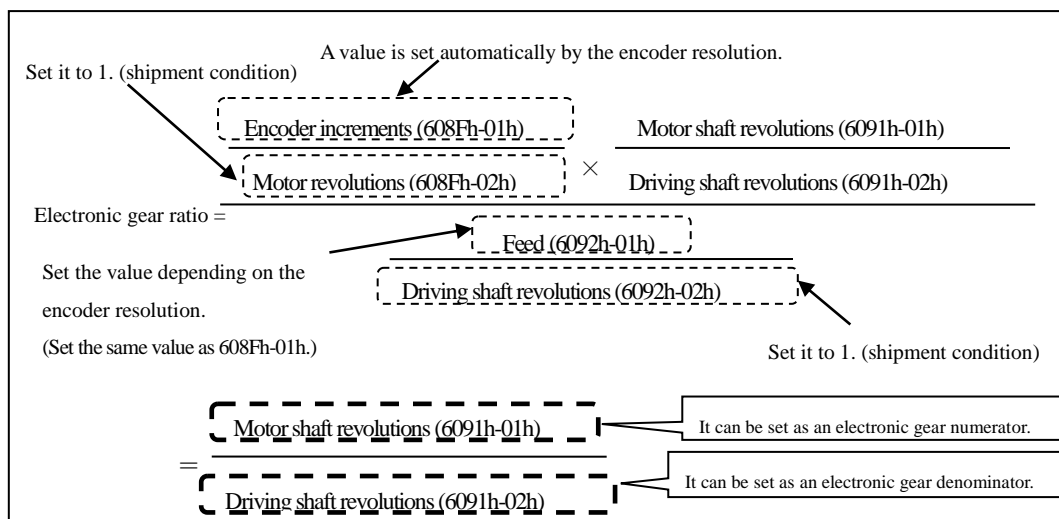 A value is set automatically by the encoder resolution.
Set it to 1. (shipment condition)
Encoder increments (608Fh-01h)
Motor shaft revolutions (6091h-01h)
×
Motor revolutions (608Fh-02h)
Driving shaft revolutions (6091h-02h)
Electronic gear ratio =
Feed (6092h-01h)
Set the value depending on the
encoder resolution.
(Set the same value as 608Fh-01h.)
Driving shaft revolutions (6092h-02h)
Set it to 1. (shipment condition)
Motor shaft revolutions (6091h-01h)
It can be set as an electronic gear numerator.
=
Driving shaft revolutions (6091h-02h)
It can be set as an electronic gear denominator.